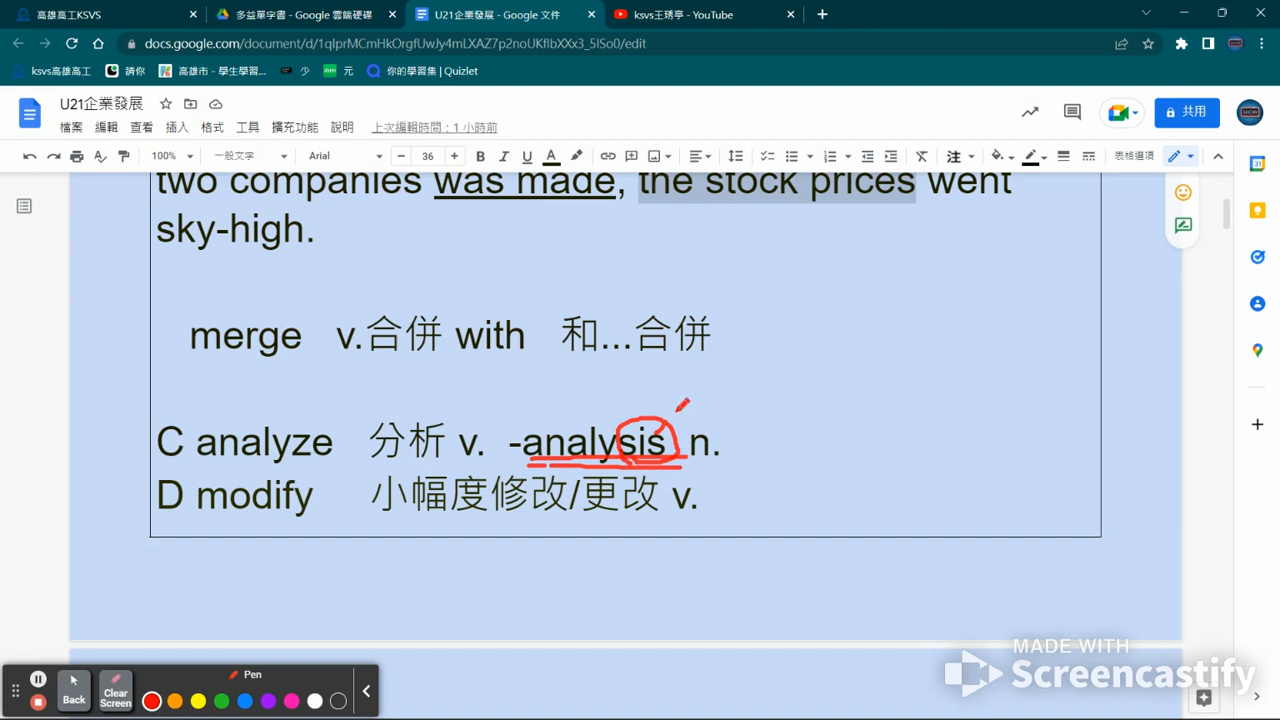 高雄高工KSVS
多益單字書 - Google 雲端硬碟
U21企業發展 - Google 文件
ksvs王琇亭 - YouTube
docs.google.com/document/d/1qIprMCmHkOrgfUwJy4mLXAZ7p2noUKflbXXx3_5lSo0/edit
ksvs高雄高工
請你
高雄市 - 學生學習...
少
元
你的學習集 | Quizlet
U21企業發展
檔案 編輯 查看 插入 格式 工具 擴充功能 說明 上次編輯時間：1 小時前
共用
100% 一般文字 Arial 36 B I U A 注 表格選項
two companies was made, the stock prices went
sky-high.
merge v.合併 with 和...合併
C analyze 分析 v. -analysis n.
D modify 小幅度修改/更改 v.
MADE WITH
Screencastify
Pen
Back
Clear
Screen